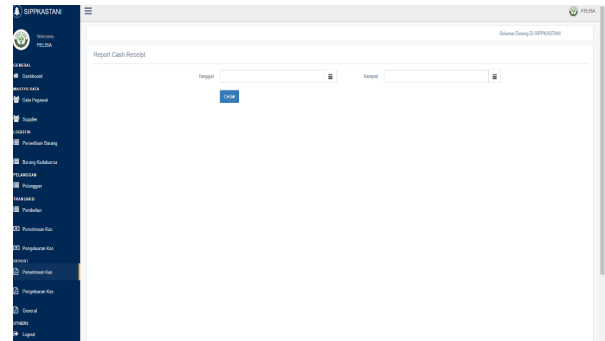 SIPPKASTANI
FELISA
Welcome
FELISA
Selamat Datang Di SIPPKASTANI
Report Cash Receipt
Tanggal
Sampai
Cetak
GENERAL
Dashboard
MASTER DATA
Data Pegawai
Supplier
LOGISTIK
Persediaan Barang
Barang Kadaluarsa
PELANGGAN
Pelanggan
TRANSAKSI
Pembelian
Penerimaan Kas
Pengeluaran Kas
REPORT
Penerimaan Kas
Pengeluaran Kas
General
OTHERS
Logout